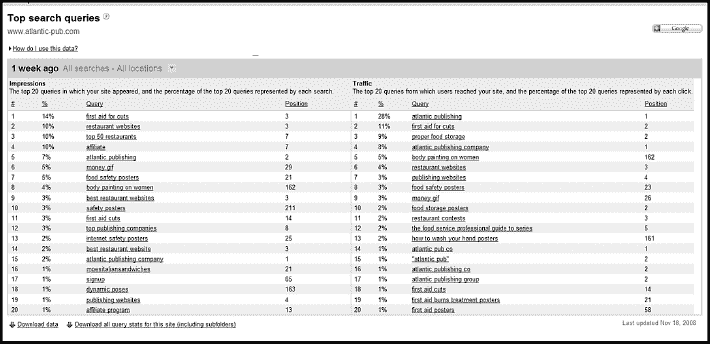 Top search queries
www.atlantic-pub.com
Google
How do I use this data?
1 week ago All searches - All locations
Impressions
The top 20 queries in which your site appeared, and the percentage of the top 20 queries represented by each search.
# % Query Position
1 14% first aid for cuts 3
2 10% restaurant websites 3
3 10% top 50 restaurants 7
4 10% affiliate 7
5 7% atlantic publishing 2
6 5% money gif 29
7 5% food safety posters 21
8 4% body painting on women 162
9 3% best restaurant websites 3
10 3% safety posters 211
11 3% first aid cuts 14
12 3% top publishing companies 8
13 2% internet safety posters 25
14 2% best restaurant website 3
15 2% atlantic publishing company 1
16 1% 21
17 1% signup 65
18 1% dynamic poses 163
19 1% publishing websites 4
20 1% affiliate program 13
Traffic
The top 20 queries from which users reached your site, and the percentage of the top 20 queries represented by each click.
# % Query Position
1 28% atlantic publishing 1
2 11% first aid for cuts 2
3 9% proper food storage 2
4 8% atlantic publishing company 1
5 5% body painting on women 162
6 4% restaurant websites 3
7 3% publishing websites 4
8 3% food safety posters 23
9 3% money gif 26
10 2% food storage posters 2
11 2% restaurant contests 3
12 2% the food service professional guide to series 5
13 2% how to wash your hand posters 161
14 1% atlantic pub co 1
15 1% "atlantic pub" 2
16 1% atlantic publishing co 2
17 1% atlantic publishing group 2
18 1% first aid cuts 14
19 1% first aid burns treatment posters 21
20 1% first aid posters 58
Download data Download all query stats for this site (including subfolders)
Last updated Nov 16, 2008